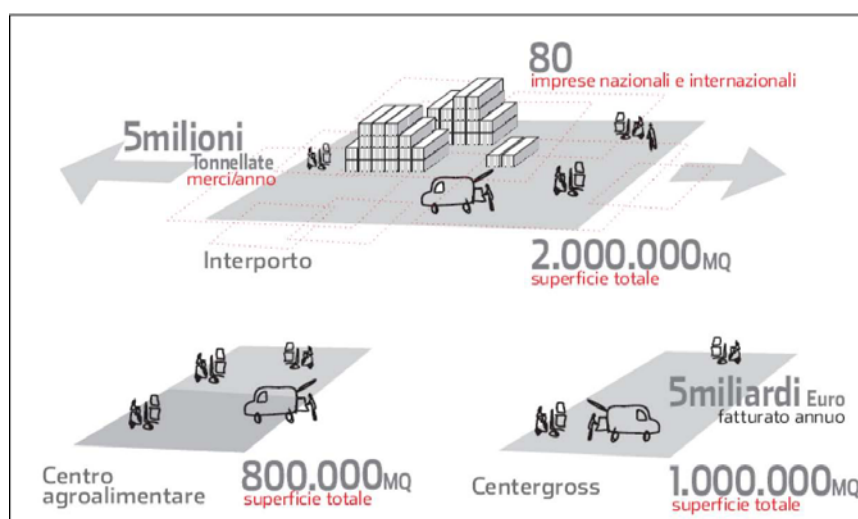 80
imprese nazionali e internazionali
5milioni
Tonnellate
merci/anno
Interporto
2.000.000MQ
superficie totale
Centro
agroalimentare
800.000MQ
superficie totale
5miliardi Euro
fatturato annuo
Centergross
1.000.000MQ
superficie totale